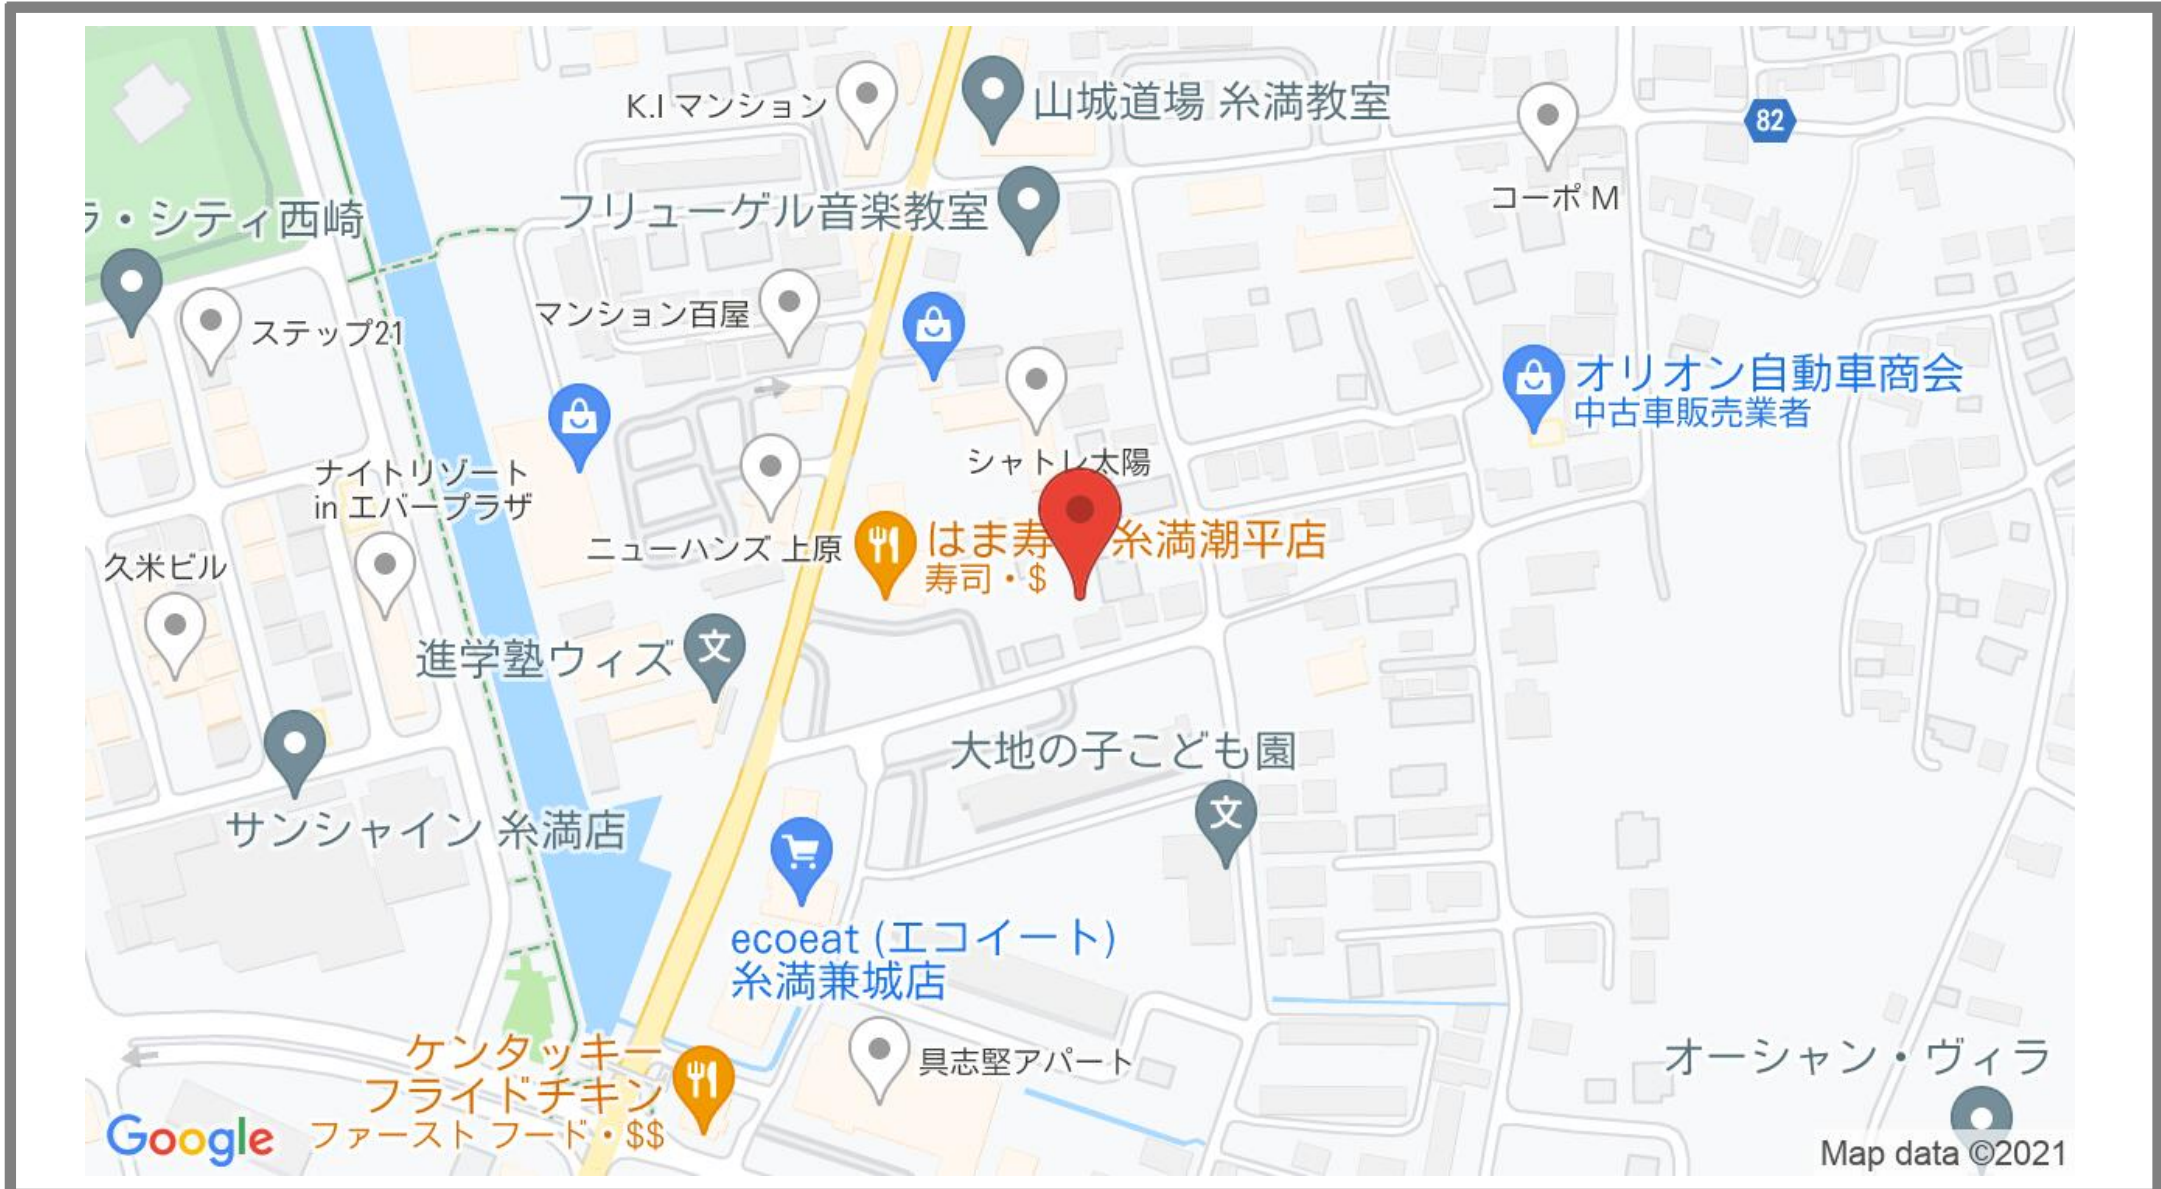 K.I マンション
山城道場 糸満教室
82
コーポ M
フリューゲル音楽教室
ラ・シティ西崎
マンション百屋
ステップ21
オリオン自動車商会
中古車販売業者
シャトレ太陽
ナイトリゾート
in エバープラザ
ニューハンズ 上原
はま寿 糸満潮平店
寿司・$
久米ビル
進学塾ウィズ
文
大地の子こども園
文
サンシャイン 糸満店
ecoeat (エコイート)
糸満兼城店
ケンタッキー
フライドチキン
ファースト フード・$$
具志堅アパート
オーシャン・ヴィラ
Google
Map data ©2021